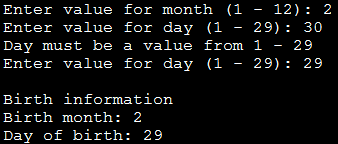 Enter value for month (1 - 12): 2
Enter value for day (1 - 29): 30
Day must be a value from 1 - 29
Enter value for day (1 - 29): 29
Birth information
Birth month: 2
Day of birth: 29